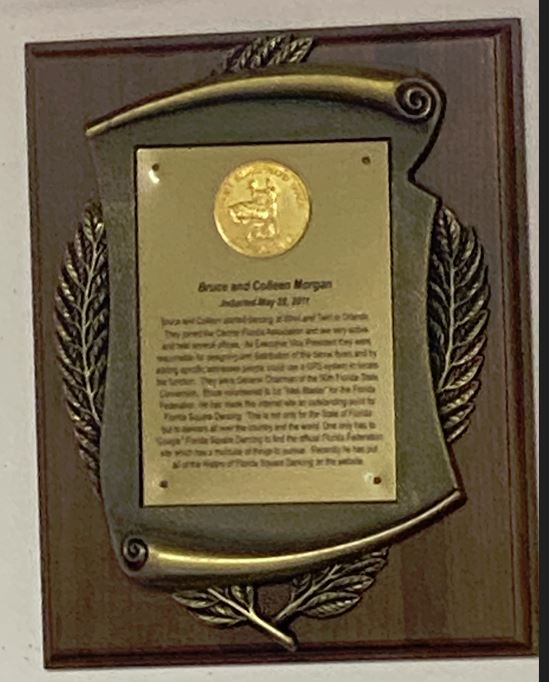 Bruce and Colleen Morgan
Inducted May 28, 2011
Bruce and Colleen started dancing at Whirl and Twirl in Orlando.
They joined the Central Florida Association and are very active
and held several offices. As Executive Vice President they were
responsible for designing and distribution of the dance flyers and by
adding specific addresses people could use a GPS system to locate
the function. They were General Chairman of the 50th Florida State
Convention. Bruce volunteered to be "Web Master" for the Florida
Federation. He has made the internet site an outstanding asset for
Florida Square Dancing. This is not only for the State of Florida
but to dancers all over the country and the world. One only has to
"Google" Florida Square Dancing to find the official Florida Federation
site which has a multitude of things to pursue. Recently he has put
all of the History of Florida Square Dancing on the website.